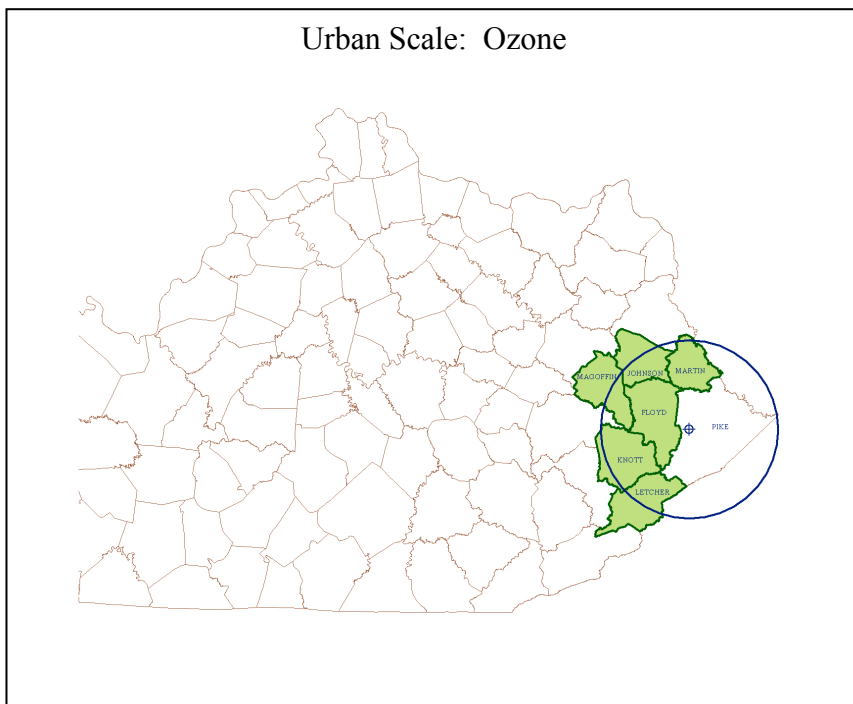 Urban Scale: Ozone
MAGOFFIN
JOHNSON
MARTIN
FLOYD
PIKE
KNOTT
LETCHER